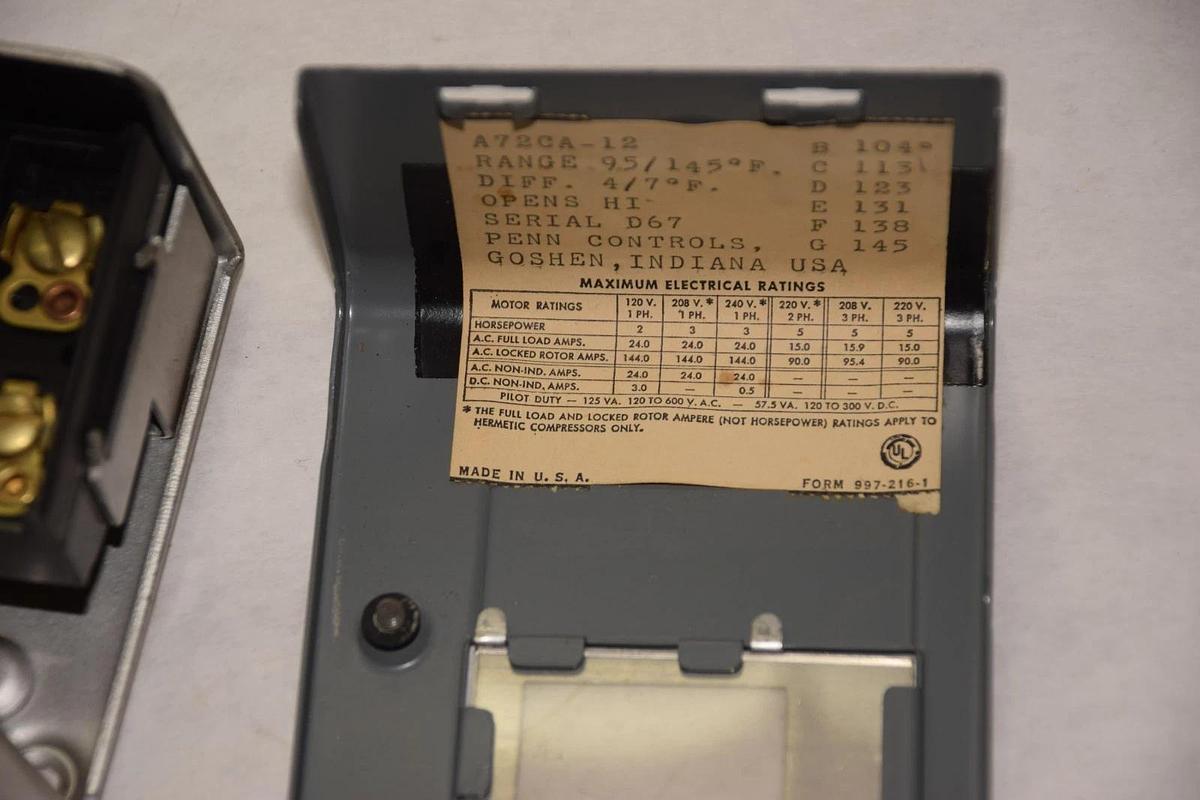 A72CA-12 B 104°
RANGE 95/145°F. C 113
DIFF. 4/7°F. D 123
OPENS HI E 131
SERIAL D67 F 138
PENN CONTROLS, G 145
GOSHEN, INDIANA USA
MAXIMUM ELECTRICAL RATINGS
MOTOR RATINGS 120 V. 1 PH. 208 V.* 1 PH. 240 V.* 1 PH. 220 V.* 2 PH. 208 V. 3 PH. 220 V. 3 PH.
HORSEPOWER 2 3 3 5 5 5
A.C. FULL LOAD AMPS. 24.0 24.0 24.0 15.0 15.9 15.0
A.C. LOCKED ROTOR AMPS. 144.0 144.0 144.0 90.0 95.4 90.0
A.C. NON-IND. AMPS. 24.0 24.0 24.0 — — —
D.C. NON-IND. AMPS. 3.0 — 0.5 — — —
PILOT DUTY — 125 VA. 120 TO 600 V. A.C. — 57.5 VA. 120 TO 300 V. D.C.
* THE FULL LOAD AND LOCKED ROTOR AMPERE (NOT HORSEPOWER) RATINGS APPLY TO
HERMETIC COMPRESSORS ONLY.
UL
MADE IN U. S. A. FORM 997-216-1